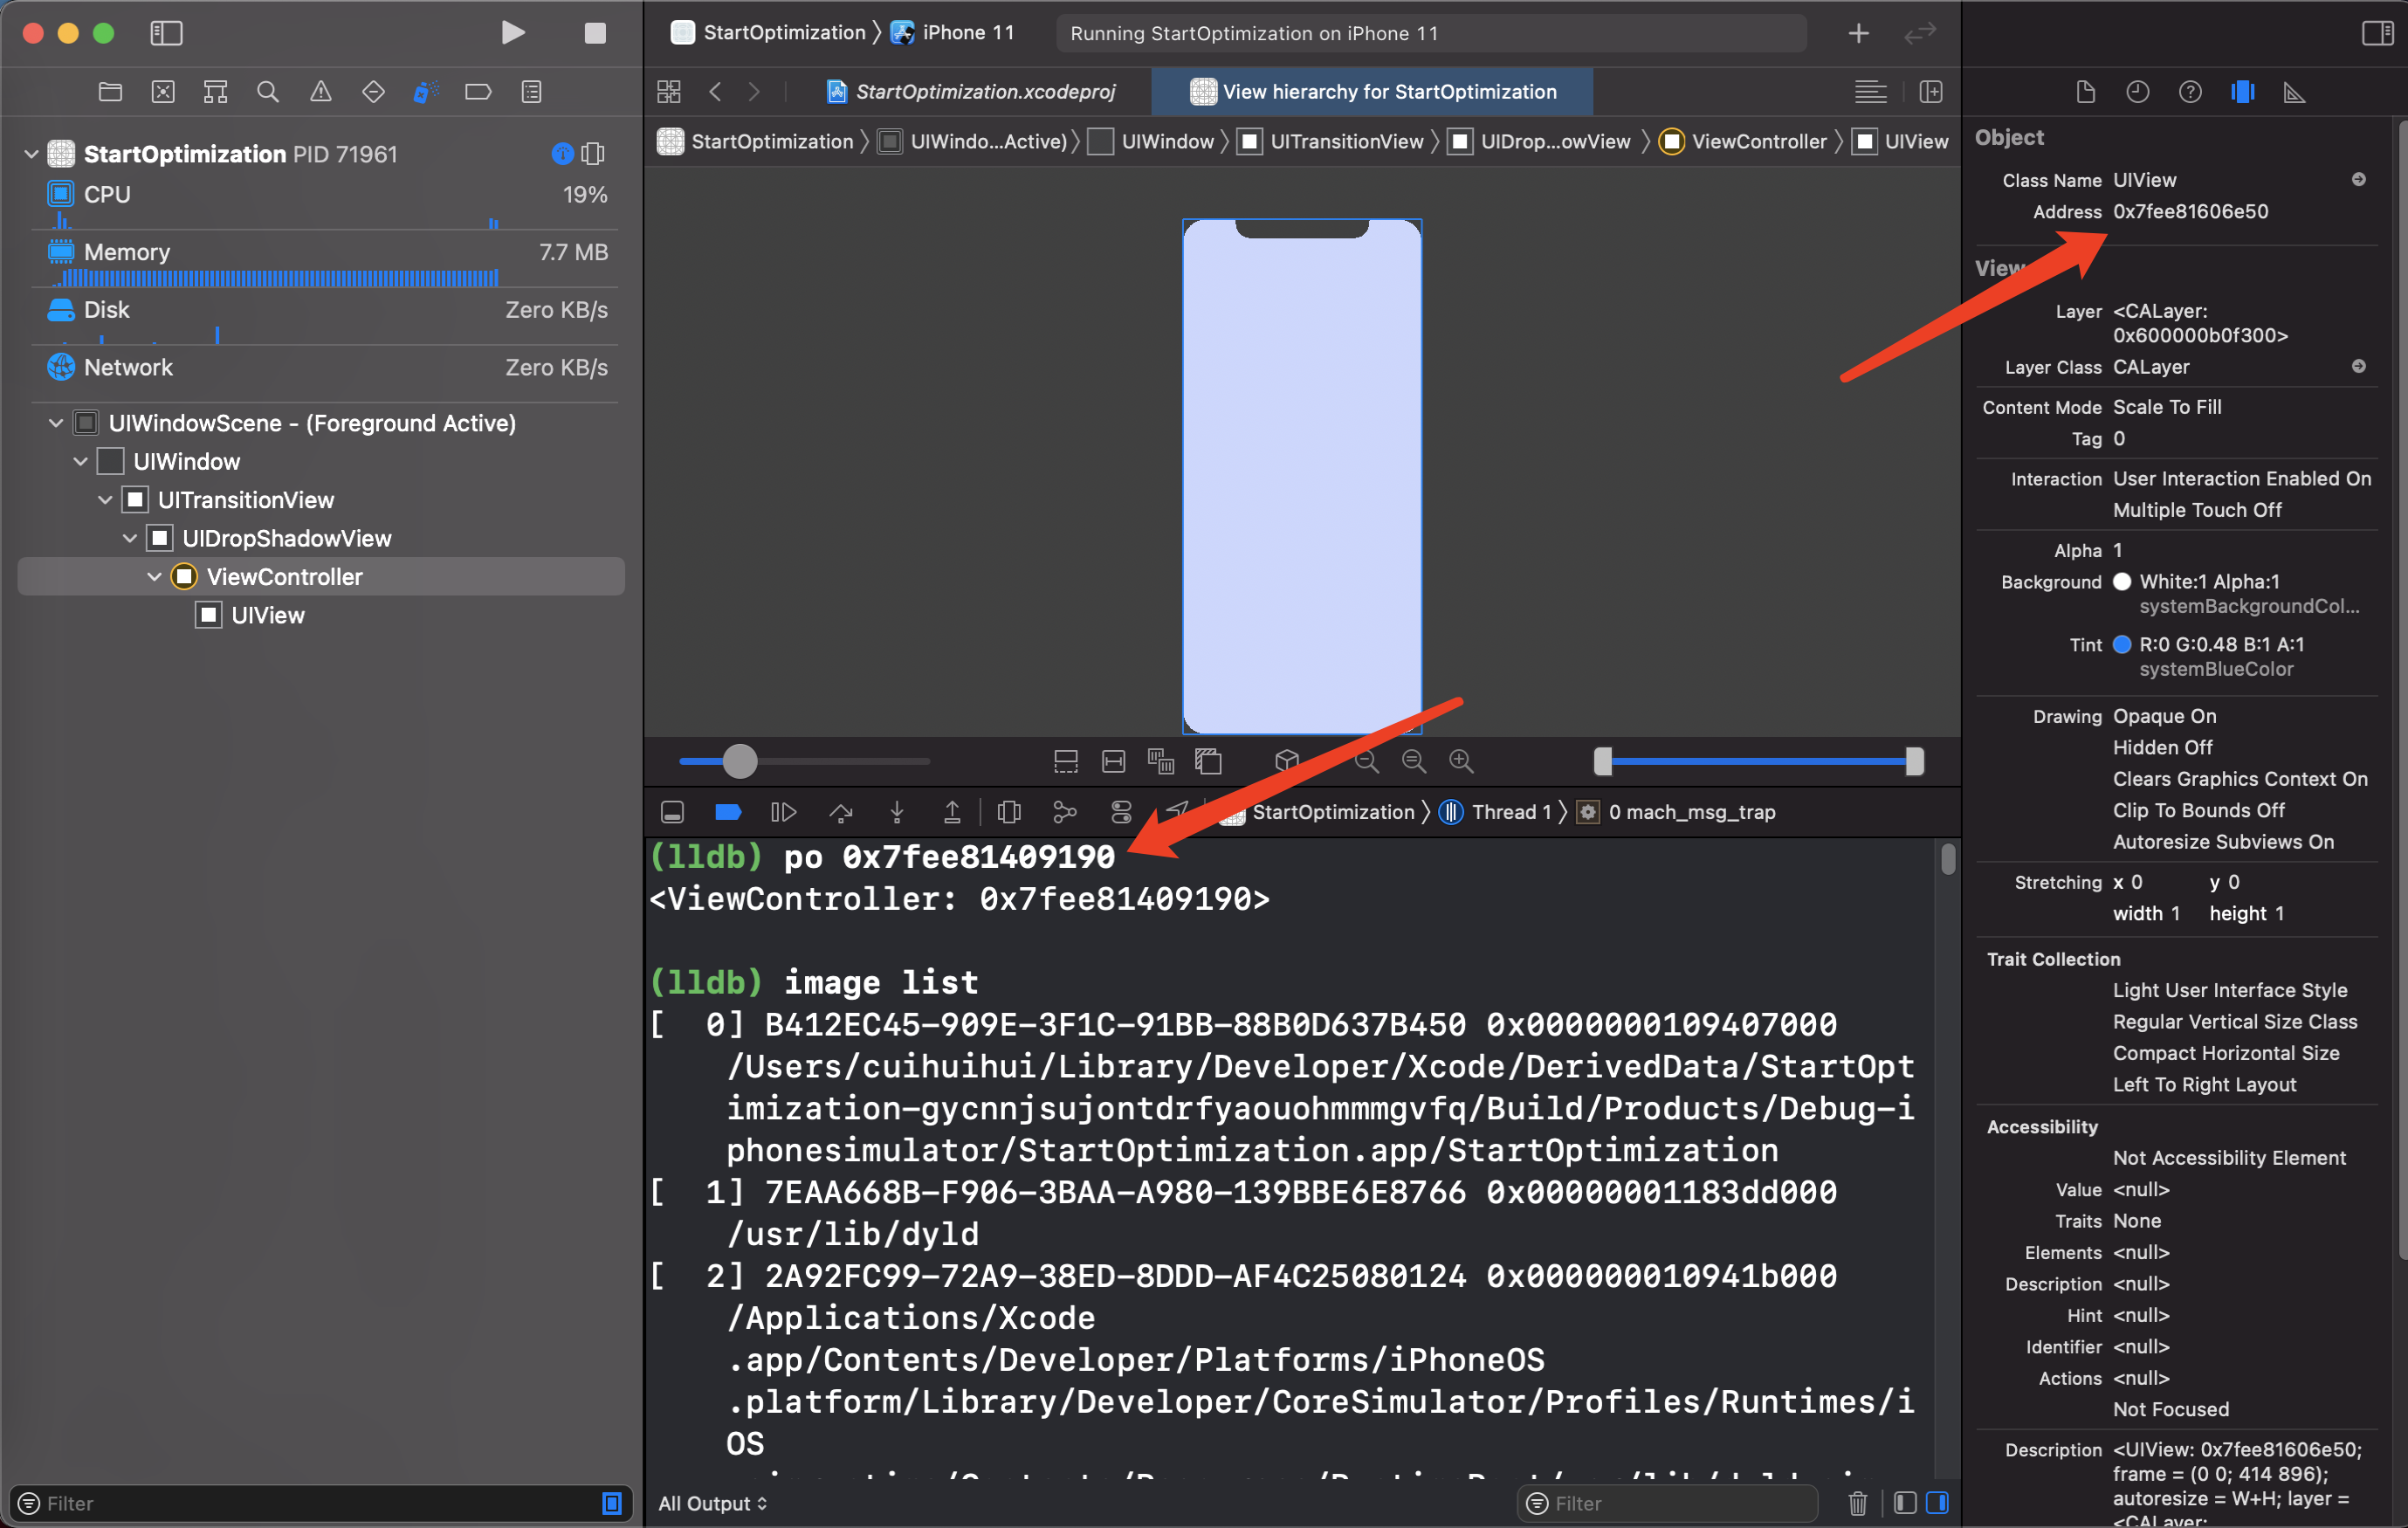 StartOptimization 〉 iPhone 11
Running StartOptimization on iPhone 11
StartOptimization.xcodeproj
View hierarchy for StartOptimization
StartOptimization 〉 UIWindo...Active) 〉 UIWindow 〉 UITransitionView 〉 UIDrop...owView 〉 ViewController 〉 UIView
StartOptimization PID 71961
CPU 19%
Memory 7.7 MB
Disk Zero KB/s
Network Zero KB/s
UIWindowScene - (Foreground Active)
UIWindow
UITransitionView
UIDropShadowView
ViewController
UIView
Filter
StartOptimization 〉 Thread 1 〉 0 mach_msg_trap
(lldb) po 0x7fee81409190
<ViewController: 0x7fee81409190>
(lldb) image list
[  0] B412EC45-909E-3F1C-91BB-88B0D637B450 0x0000000109407000
/Users/cuihuihui/Library/Developer/Xcode/DerivedData/StartOpt
imization-gycnnjsujontdrfyaouohmmmgvfq/Build/Products/Debug-i
phonesimulator/StartOptimization.app/StartOptimization
[  1] 7EAA668B-F906-3BAA-A980-139BBE6E8766 0x00000001183dd000
/usr/lib/dyld
[  2] 2A92FC99-72A9-38ED-8DDD-AF4C25080124 0x000000010941b000
/Applications/Xcode
.app/Contents/Developer/Platforms/iPhoneOS
.platform/Library/Developer/CoreSimulator/Profiles/Runtimes/i
OS
All Output
Filter
Object
Class Name UIView
Address 0x7fee81606e50
View
Layer <CALayer:
0x600000b0f300>
Layer Class CALayer
Content Mode Scale To Fill
Tag 0
Interaction User Interaction Enabled On
Multiple Touch Off
Alpha 1
Background White:1 Alpha:1
systemBackgroundCol...
Tint R:0 G:0.48 B:1 A:1
systemBlueColor
Drawing Opaque On
Hidden Off
Clears Graphics Context On
Clip To Bounds Off
Autoresize Subviews On
Stretching x 0 y 0
width 1 height 1
Trait Collection
Light User Interface Style
Regular Vertical Size Class
Compact Horizontal Size
Left To Right Layout
Accessibility
Not Accessibility Element
Value <null>
Traits None
Elements <null>
Description <null>
Hint <null>
Identifier <null>
Actions <null>
Not Focused
Description <UIView: 0x7fee81606e50;
frame = (0 0; 414 896);
autoresize = W+H; layer =
<CALayer: